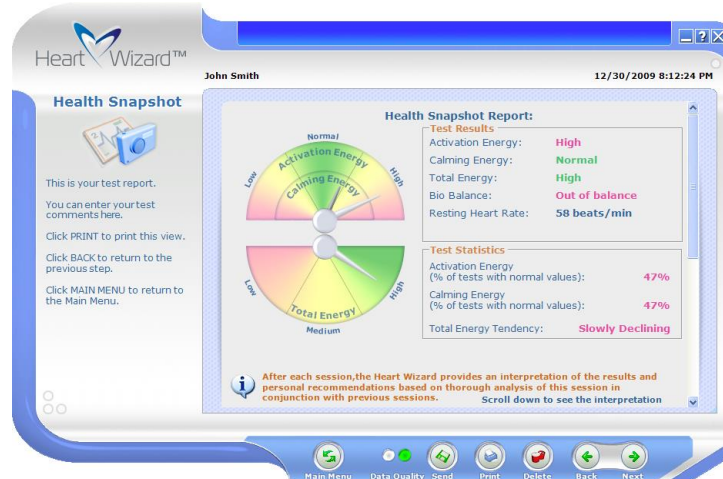 Heart Wizard™
John Smith
12/30/2009 8:12:24 PM
Health Snapshot
This is your test report.
You can enter your test
comments here.
Click PRINT to print this view.
Click BACK to return to the
previous step.
Click MAIN MENU to return to
the Main Menu.
Health Snapshot Report:
Normal
Activation Energy
Calming Energy
Low
High
Low
High
Total Energy
Medium
Test Results
Activation Energy: High
Calming Energy: Normal
Total Energy: High
Bio Balance: Out of balance
Resting Heart Rate: 58 beats/min
Test Statistics
Activation Energy
(% of tests with normal values): 47%
Calming Energy
(% of tests with normal values): 47%
Total Energy Tendency: Slowly Declining
After each session,the Heart Wizard provides an interpretation of the results and
personal recommendations based on thorough analysis of this session in
conjunction with previous sessions. Scroll down to see the interpretation
Main Menu Data Quality Send Print Delete Back Next